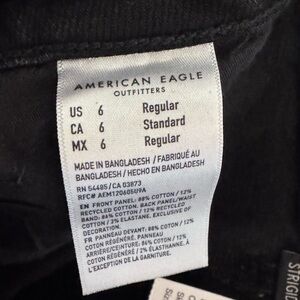 AMERICAN EAGLE
OUTFITTERS
US 6 Regular
CA 6 Standard
MX 6 Regular
MADE IN BANGLADESH / FABRIQUÉ AU
BANGLADESH / HECHO EN BANGLADESH
RN 54485/CA 03873
RFC# AEM120605U9A
EN FRONT PANEL: 88% COTTON / 12%
RECYCLED COTTON. BACK PANEL/WAIST
BAND: 86% COTTON / 12% RECYCLED
COTTON / 2% ELASTANE. EXCLUSIVE OF
DECORATION.
FR PANNEAU DEVANT: 88% COTON / 12%
COTON RÉGÉNÉRÉ. PANNEAU
ARRIÈRE/CEINTURE: 86% COTON / 12%
COTON RÉGÉNÉRÉ / 2% ÉLASTHANNE. À
L'EXCEPTION DE LA GARNITURE